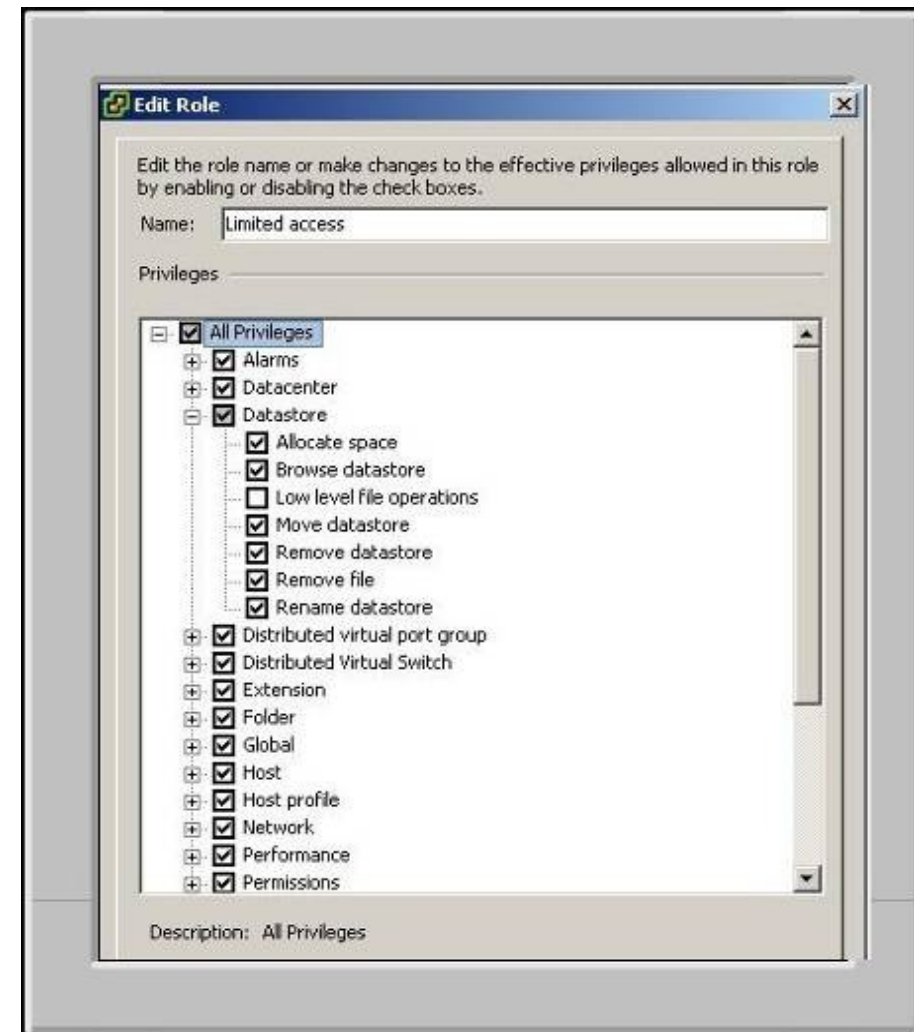 Edit Role
Edit the role name or make changes to the effective privileges allowed in this role
by enabling or disabling the check boxes.
Name: Limited access
Privileges
All Privileges
Alarms
Datacenter
Datastore
Allocate space
Browse datastore
Low level file operations
Move datastore
Remove datastore
Remove file
Rename datastore
Distributed virtual port group
Distributed Virtual Switch
Extension
Folder
Global
Host
Host profile
Network
Performance
Permissions
Description: All Privileges